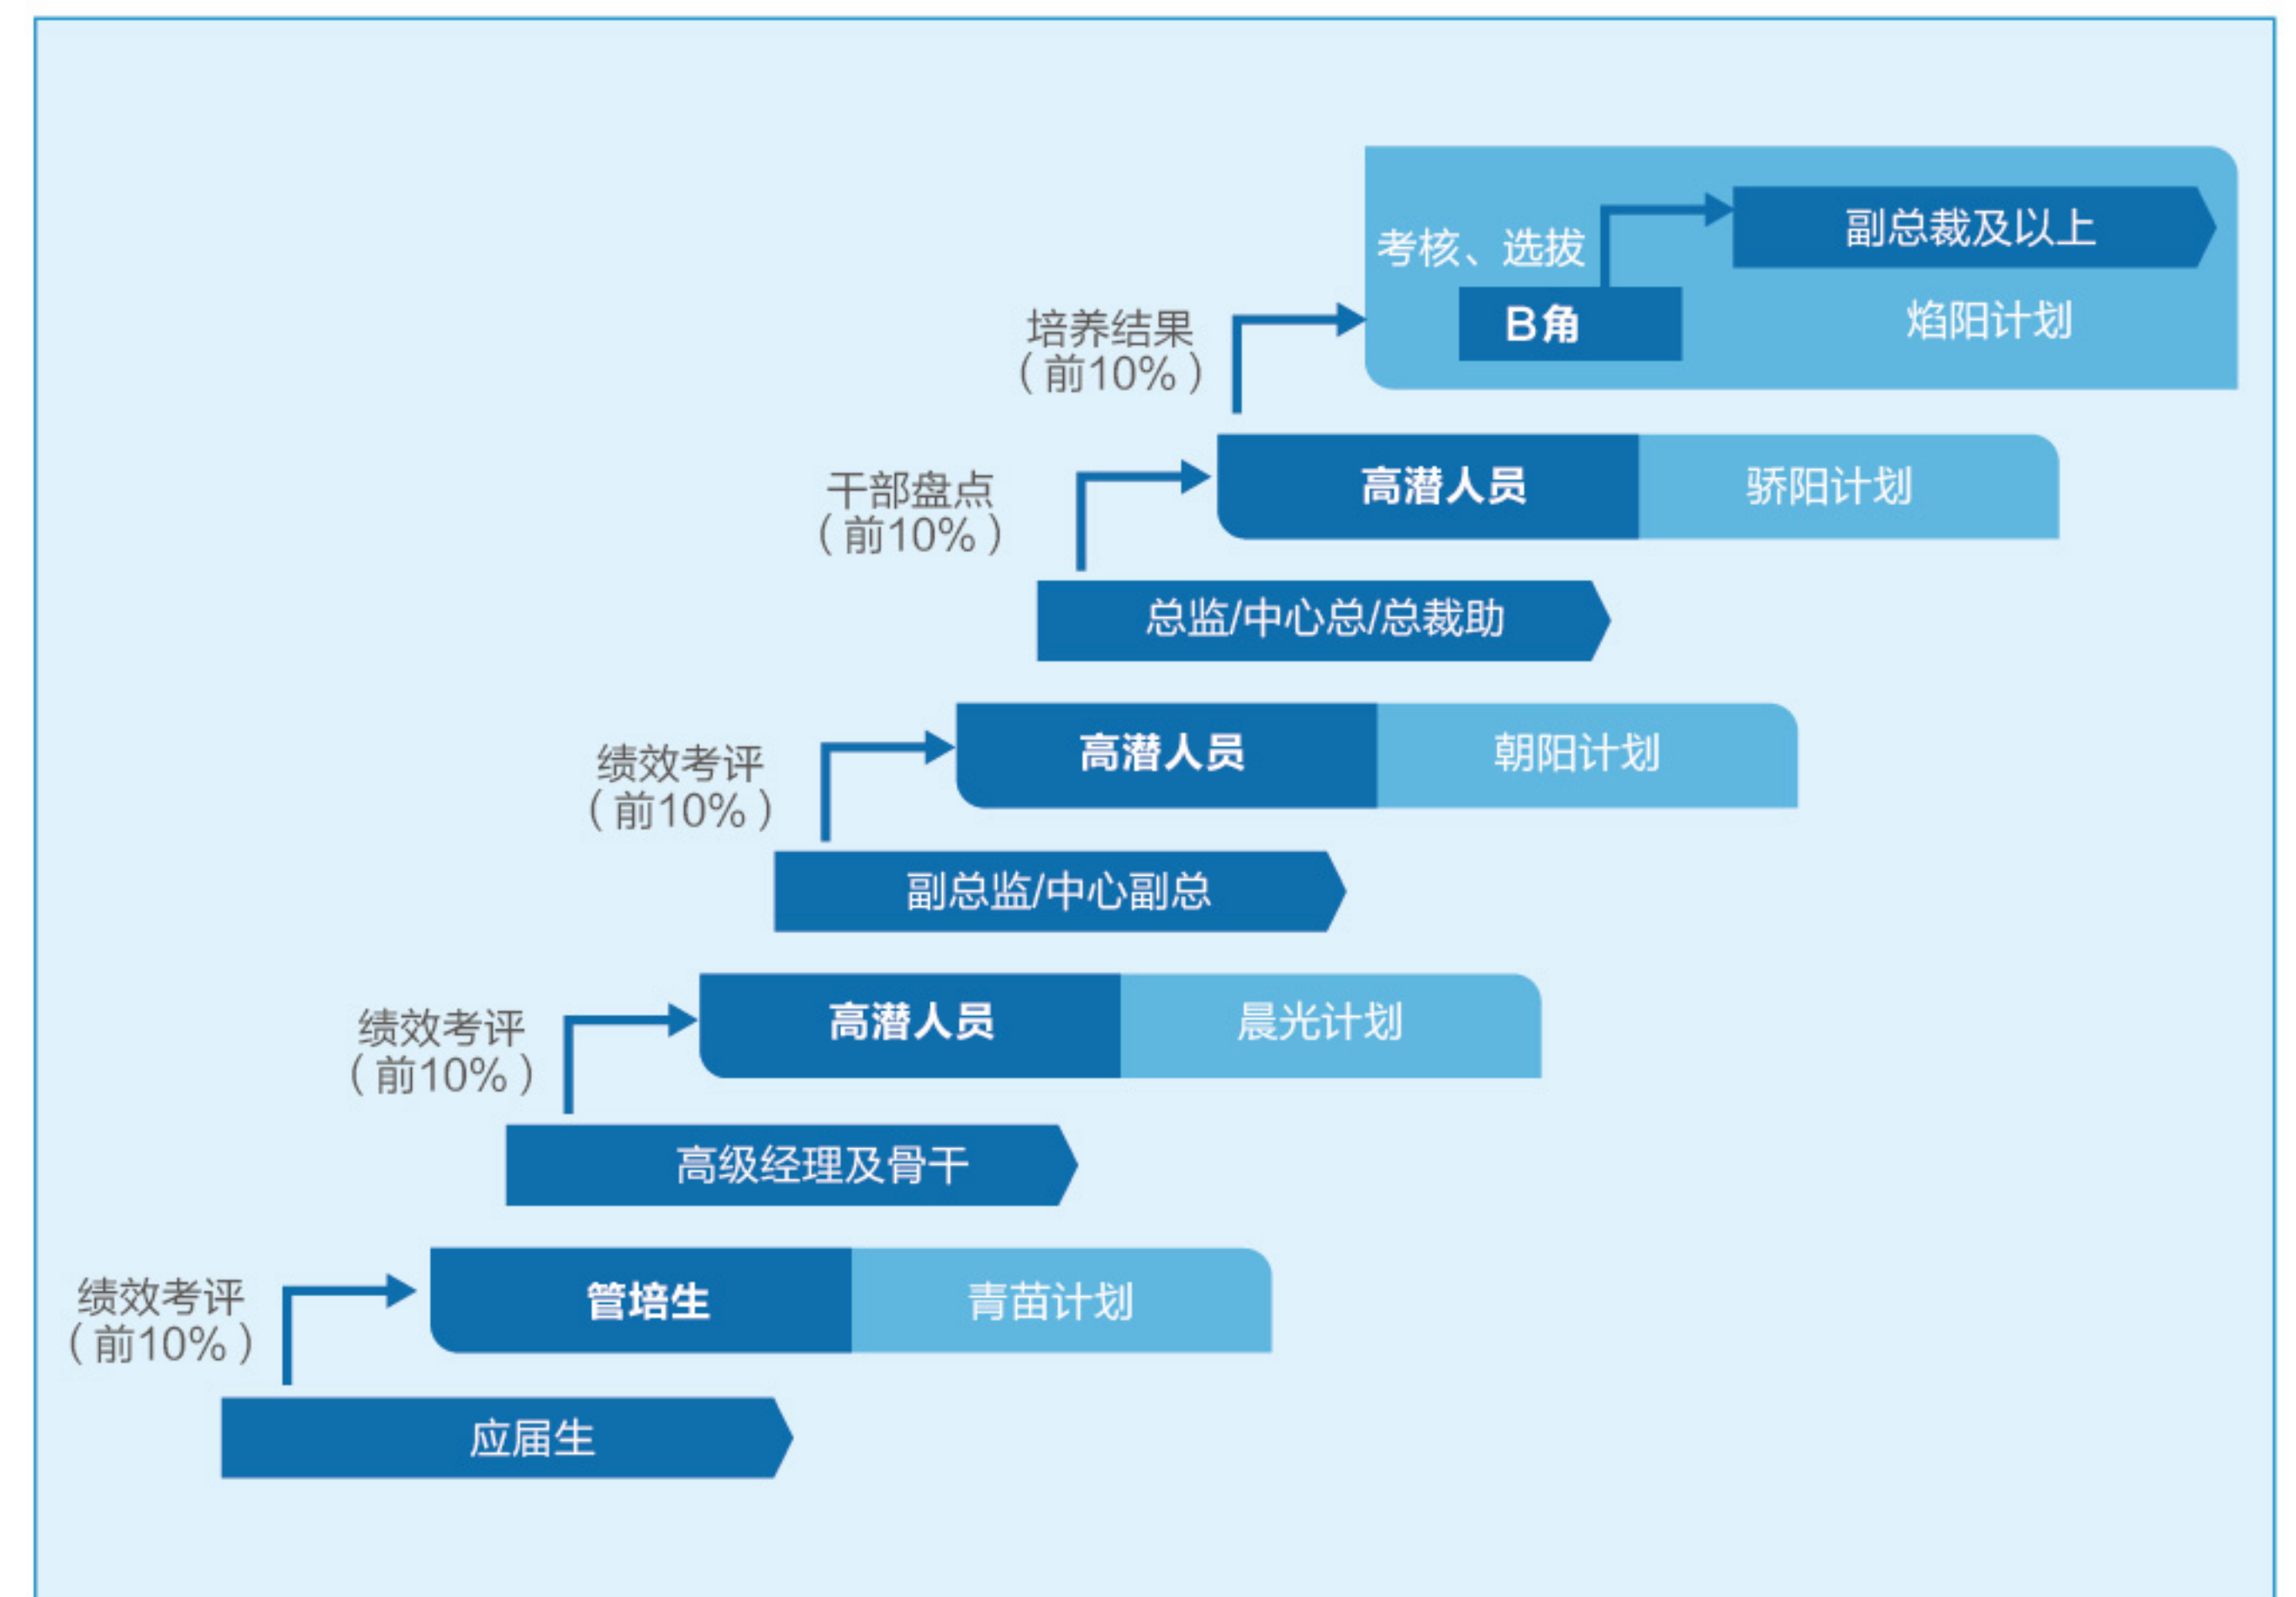 副总裁及以上
考核、选拔
B角
焰阳计划
培养结果
（前10%）
高潜人员
骄阳计划
干部盘点
（前10%）
总监/中心总/总裁助
高潜人员
朝阳计划
绩效考评
（前10%）
副总监/中心副总
高潜人员
晨光计划
绩效考评
（前10%）
高级经理及骨干
管培生
青苗计划
绩效考评
（前10%）
应届生